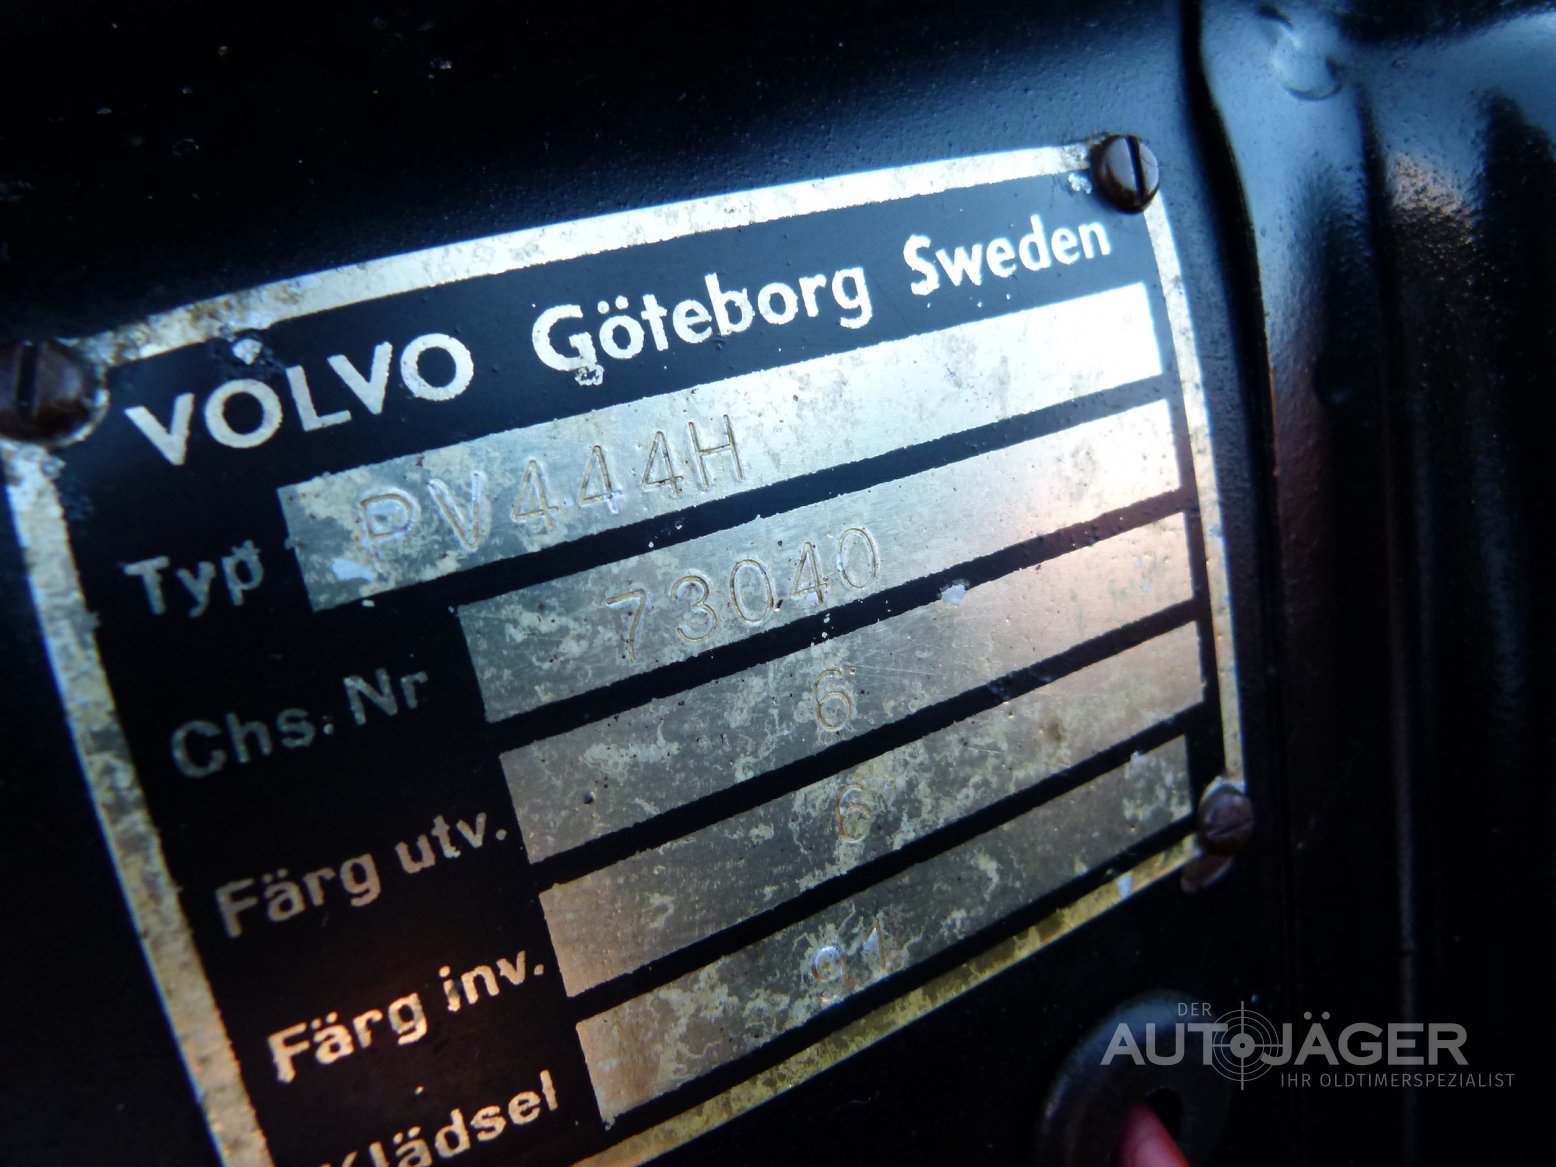 VOLVO Göteborg Sweden
Typ PV444H
Chs. Nr 73040
Färg utv. 6
Färg inv. 6
Klädsel 91
DER
AUTOJÄGER
IHR OLDTIMERSPEZIALIST